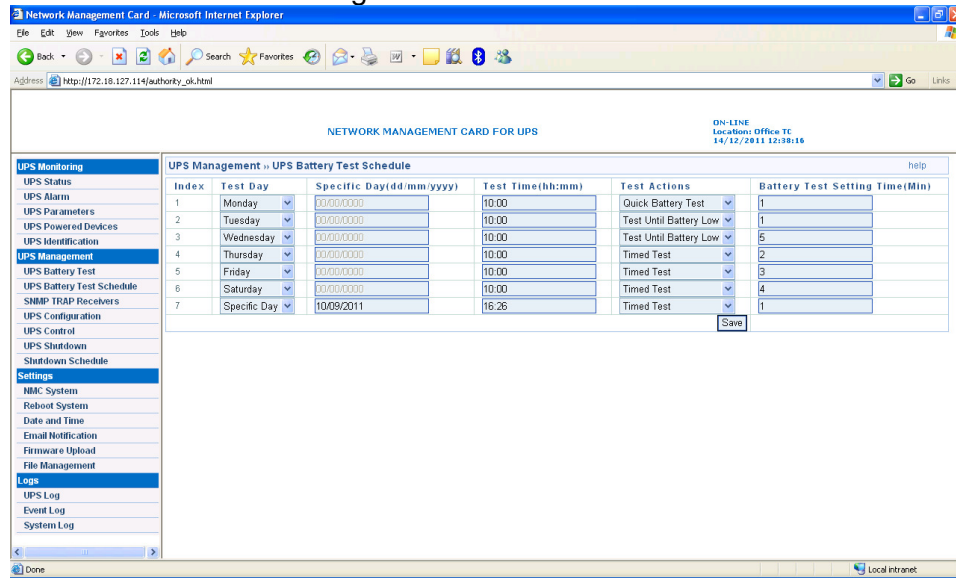 Network Management Card - Microsoft Internet Explorer
File Edit View Favorites Tools Help
Back Search Favorites
Address http://172.18.127.114/authority_ok.html Go Links
NETWORK MANAGEMENT CARD FOR UPS
ON-LINE
Location: Office TC
14/12/2011 12:38:16
UPS Monitoring
UPS Status
UPS Alarm
UPS Parameters
UPS Powered Devices
UPS Identification
UPS Management
UPS Battery Test
UPS Battery Test Schedule
SNMP TRAP Receivers
UPS Configuration
UPS Control
UPS Shutdown
Shutdown Schedule
Settings
NMC System
Reboot System
Date and Time
Email Notification
Firmware Upload
File Management
Logs
UPS Log
Event Log
System Log
UPS Management » UPS Battery Test Schedule help
Index Test Day Specific Day(dd/mm/yyyy) Test Time(hh:mm) Test Actions Battery Test Setting Time(Min)
1 Monday 00/00/0000 10:00 Quick Battery Test 1
2 Tuesday 00/00/0000 10:00 Test Until Battery Low 1
3 Wednesday 00/00/0000 10:00 Test Until Battery Low 5
4 Thursday 00/00/0000 10:00 Timed Test 2
5 Friday 00/00/0000 10:00 Timed Test 3
6 Saturday 00/00/0000 10:00 Timed Test 4
7 Specific Day 10/09/2011 16:26 Timed Test 1
Save
Done Local intranet